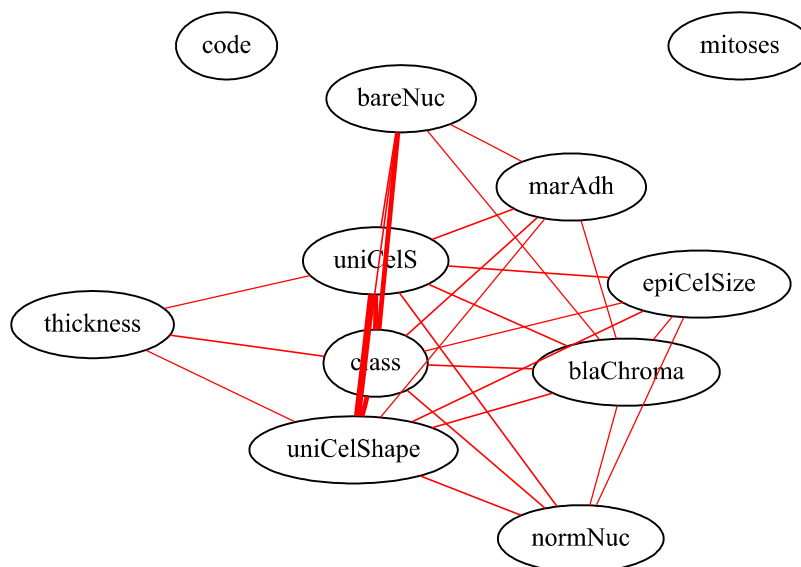 code
mitoses
bareNuc
marAdh
uniCelS
epiCelSize
thickness
class
blaChroma
uniCelShape
normNuc